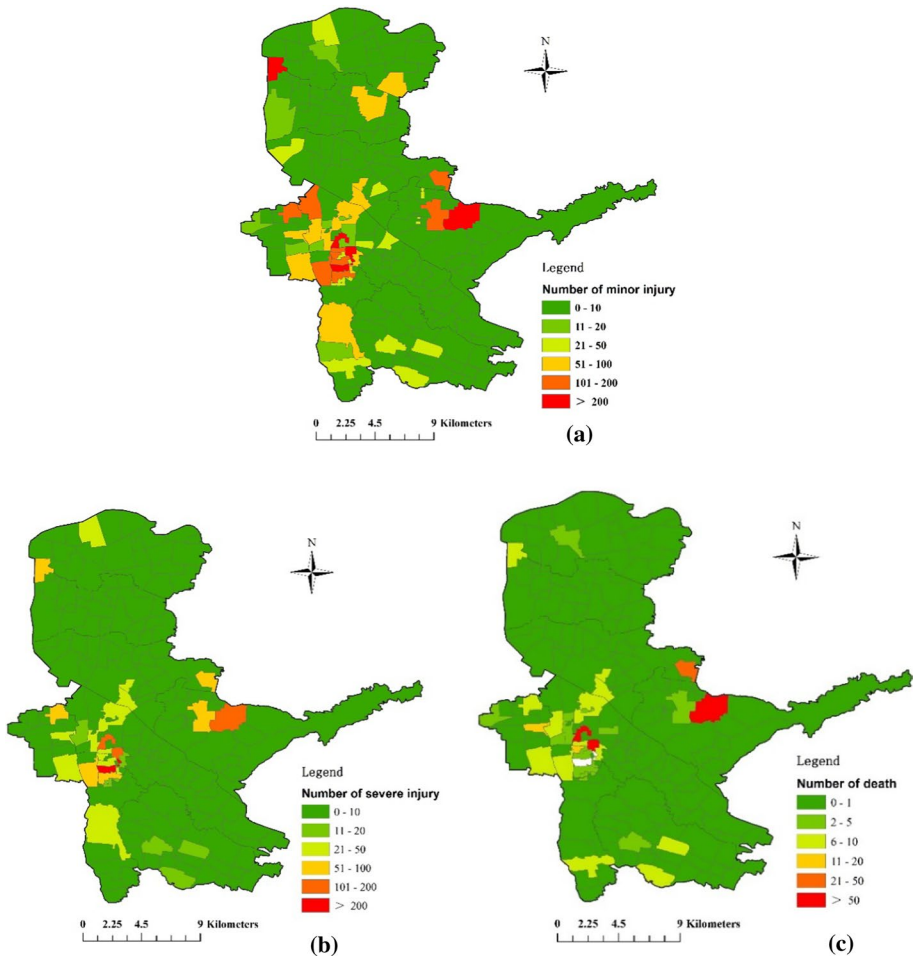 N
Legend
Number of minor injury
0 - 10
11 - 20
21 - 50
51 - 100
101 - 200
> 200
0 2.25 4.5 9 Kilometers
(a)
N
Legend
Number of severe injury
0 - 10
11 - 20
21 - 50
51 - 100
101 - 200
> 200
0 2.25 4.5 9 Kilometers
(b)
N
Legend
Number of death
0 - 1
2 - 5
6 - 10
11 - 20
21 - 50
> 50
0 2.25 4.5 9 Kilometers
(c)